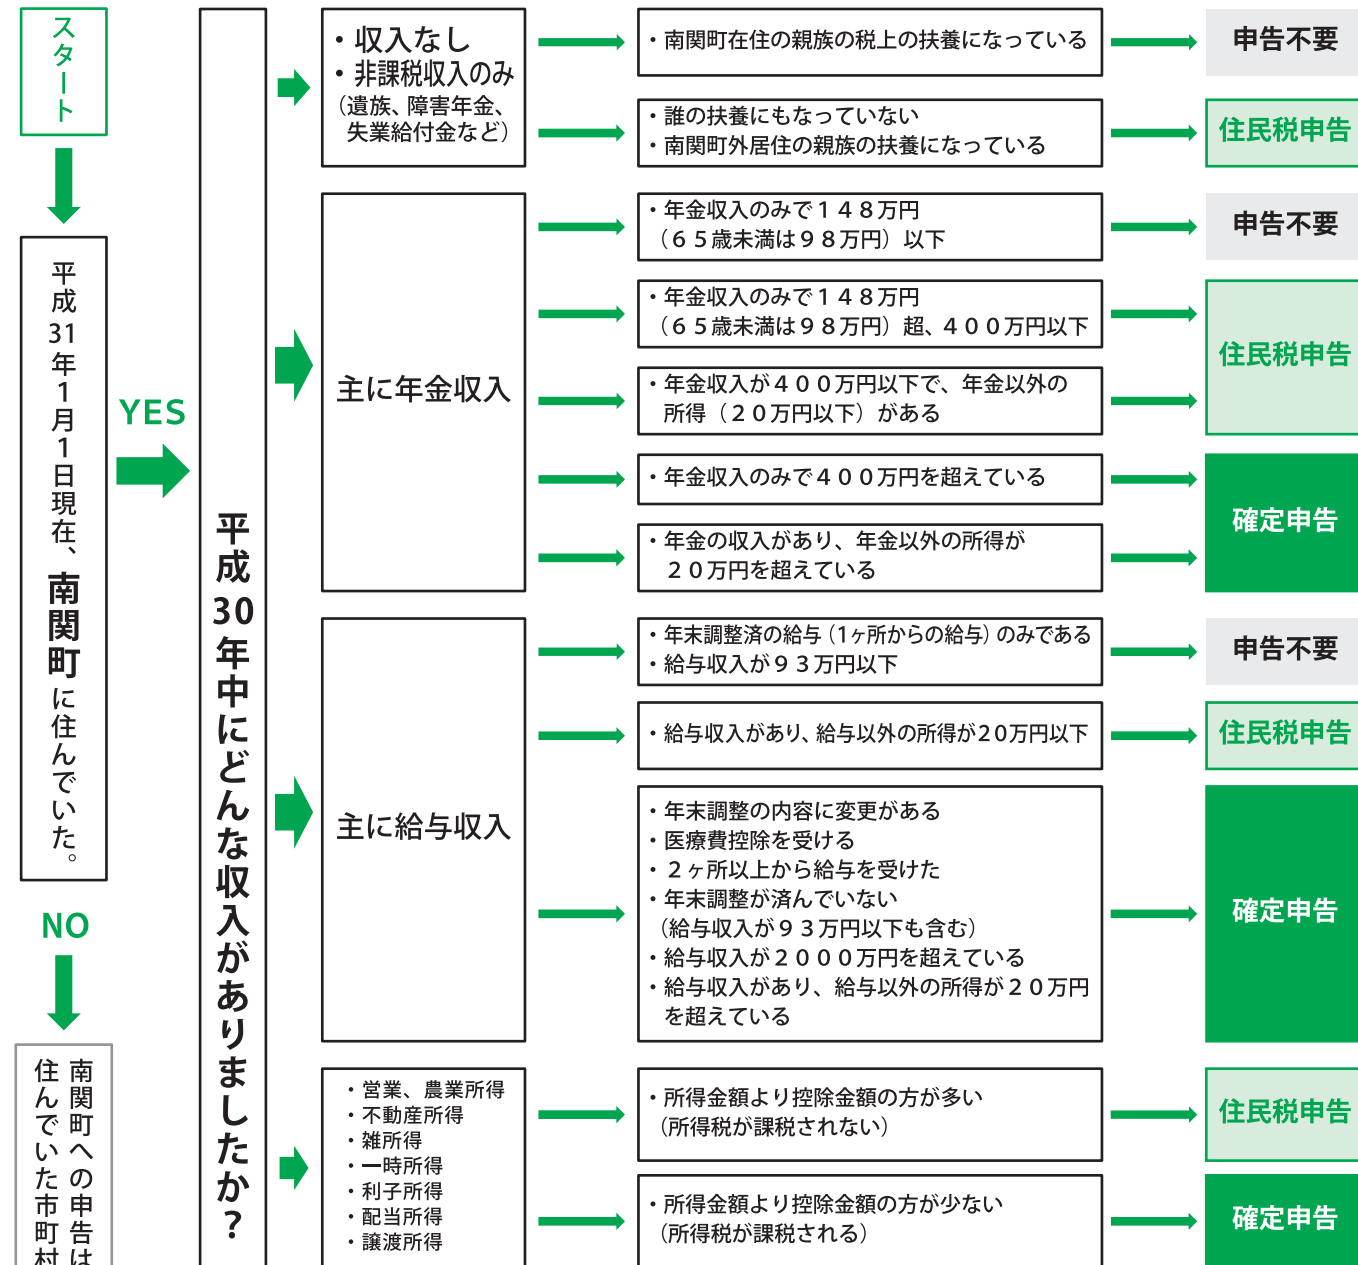 スタート
平成31年1月1日現在、南関町に住んでいた。
YES
NO
南関町への申告は
住んでいた市町村
平成30年中にどんな収入がありましたか?
・収入なし
・非課税収入のみ
（遺族、障害年金、
失業給付金など）
・南関町在住の親族の税上の扶養になっている
申告不要
・誰の扶養にもなっていない
・南関町外居住の親族の扶養になっている
住民税申告
主に年金収入
・年金収入のみで１４８万円
（６５歳未満は９８万円）以下
申告不要
・年金収入のみで１４８万円
（６５歳未満は９８万円）超、４００万円以下
・年金収入が４００万円以下で、年金以外の
所得（２０万円以下）がある
住民税申告
・年金収入のみで４００万円を超えている
・年金の収入があり、年金以外の所得が
２０万円を超えている
確定申告
主に給与収入
・年末調整済の給与（1ヶ所からの給与）のみである
・給与収入が９３万円以下
申告不要
・給与収入があり、給与以外の所得が20万円以下
住民税申告
・年末調整の内容に変更がある
・医療費控除を受ける
・２ヶ所以上から給与を受けた
・年末調整が済んでいない
（給与収入が９３万円以下も含む）
・給与収入が２０００万円を超えている
・給与収入があり、給与以外の所得が２０万円
を超えている
確定申告
・営業、農業所得
・不動産所得
・雑所得
・一時所得
・利子所得
・配当所得
・譲渡所得
・所得金額より控除金額の方が多い
（所得税が課税されない）
住民税申告
・所得金額より控除金額の方が少ない
（所得税が課税される）
確定申告